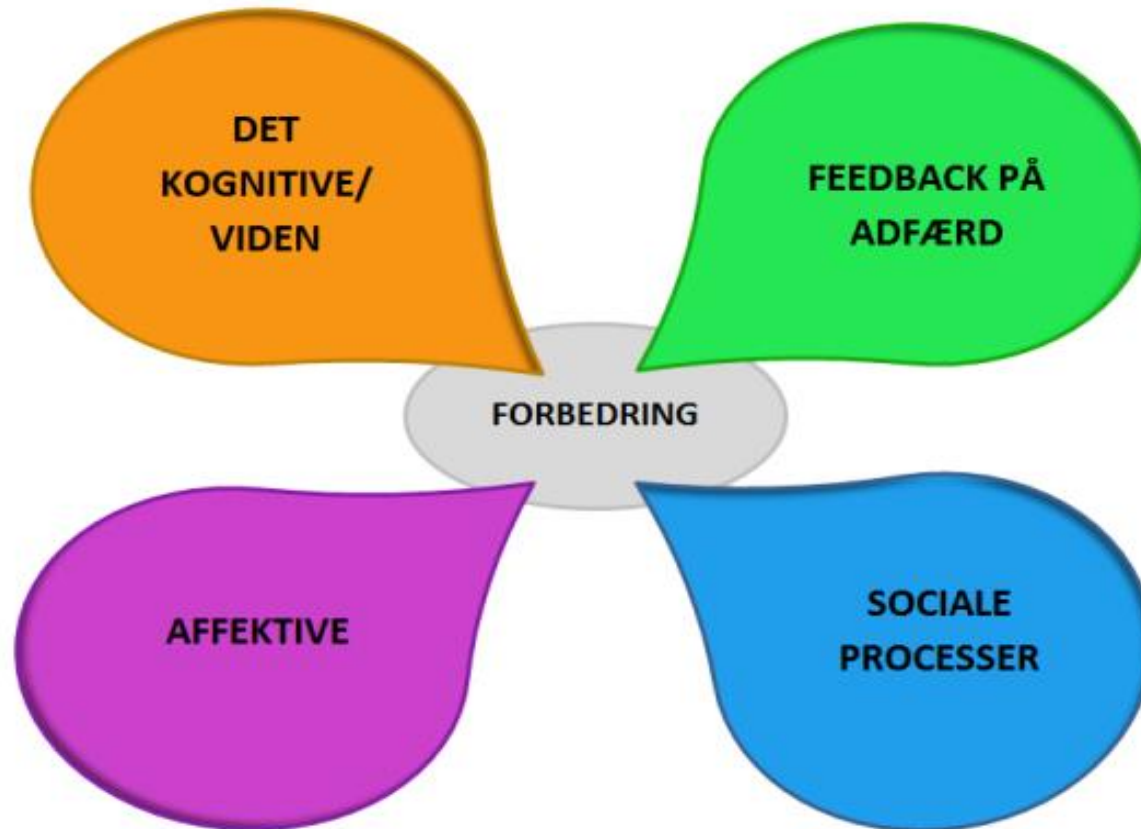 DET
KOGNITIVE/
VIDEN
FEEDBACK PÅ
ADFÆRD
FORBEDRING
AFFEKTIVE
SOCIALE
PROCESSER